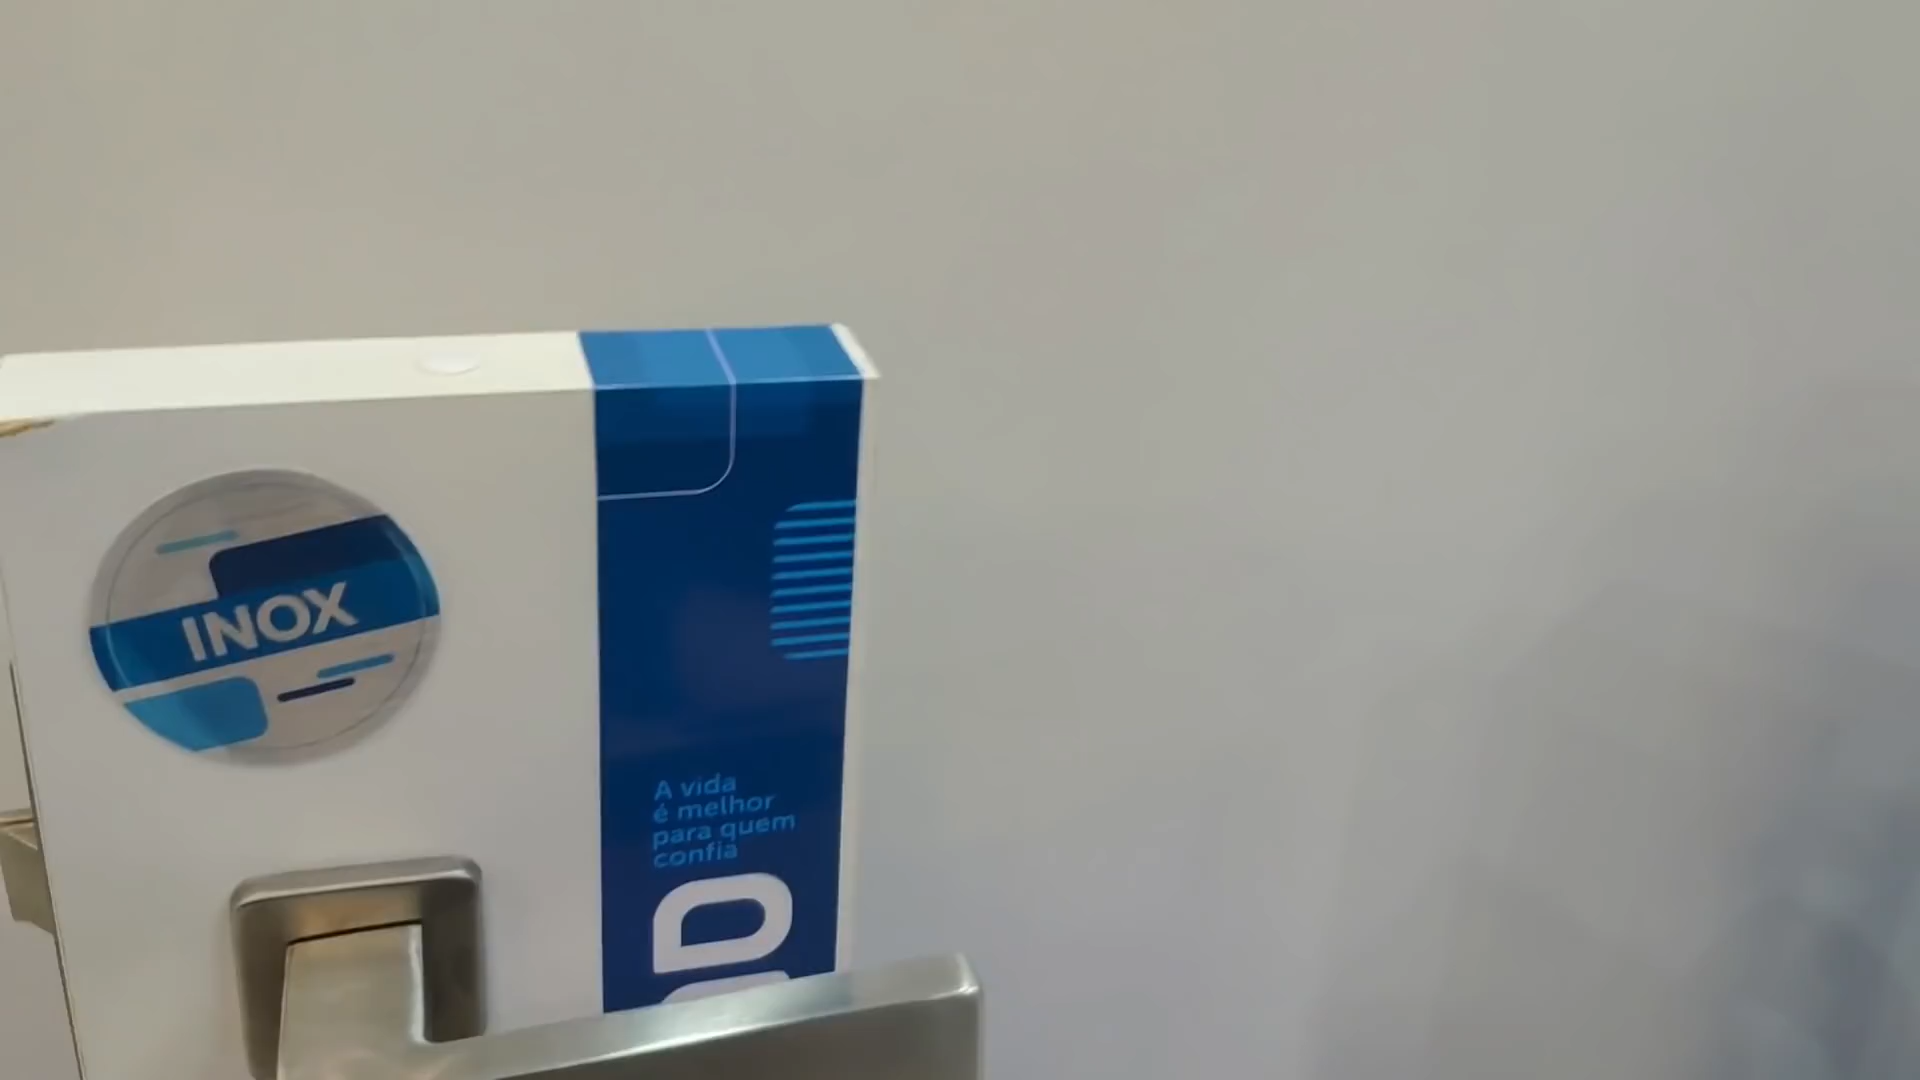 INOX
A vida
é melhor
para quem
confia